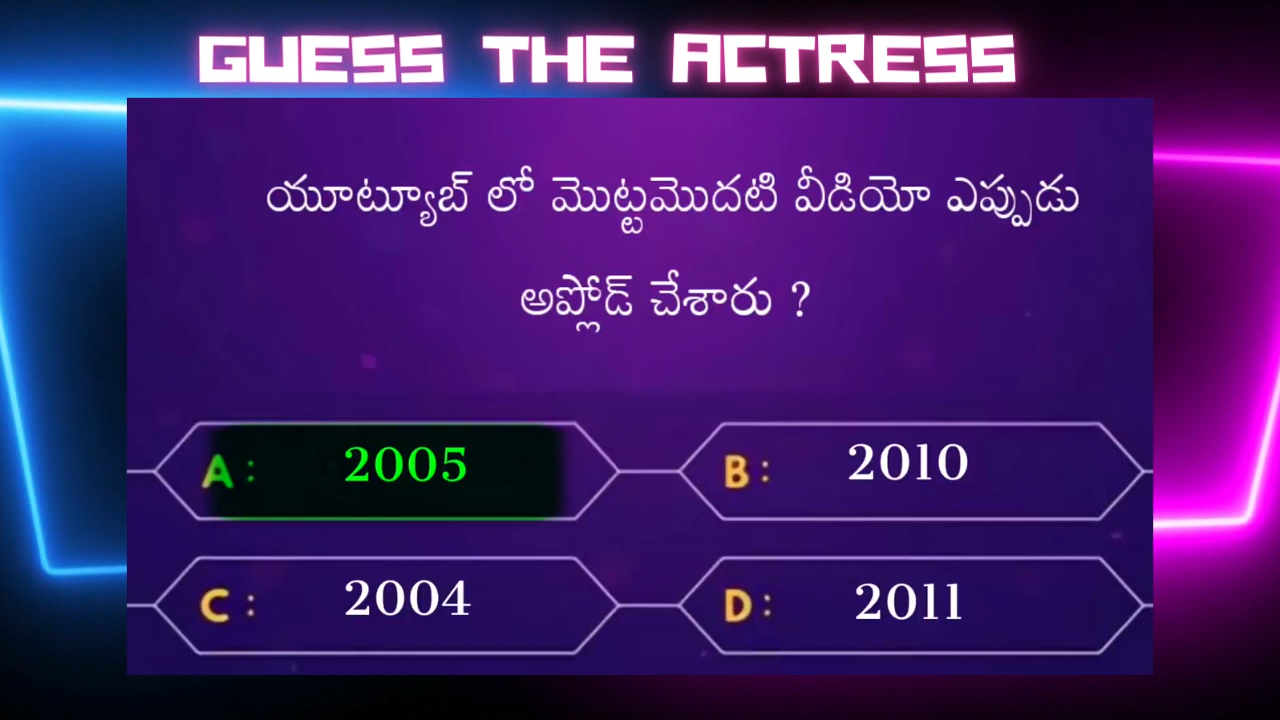 GUESS THE ACTRESS
యూట్యూబ్ లో మొట్టమొదటి వీడియో ఎప్పుడు
అప్లోడ్ చేశారు ?
A : 2005
B : 2010
C : 2004
D : 2011